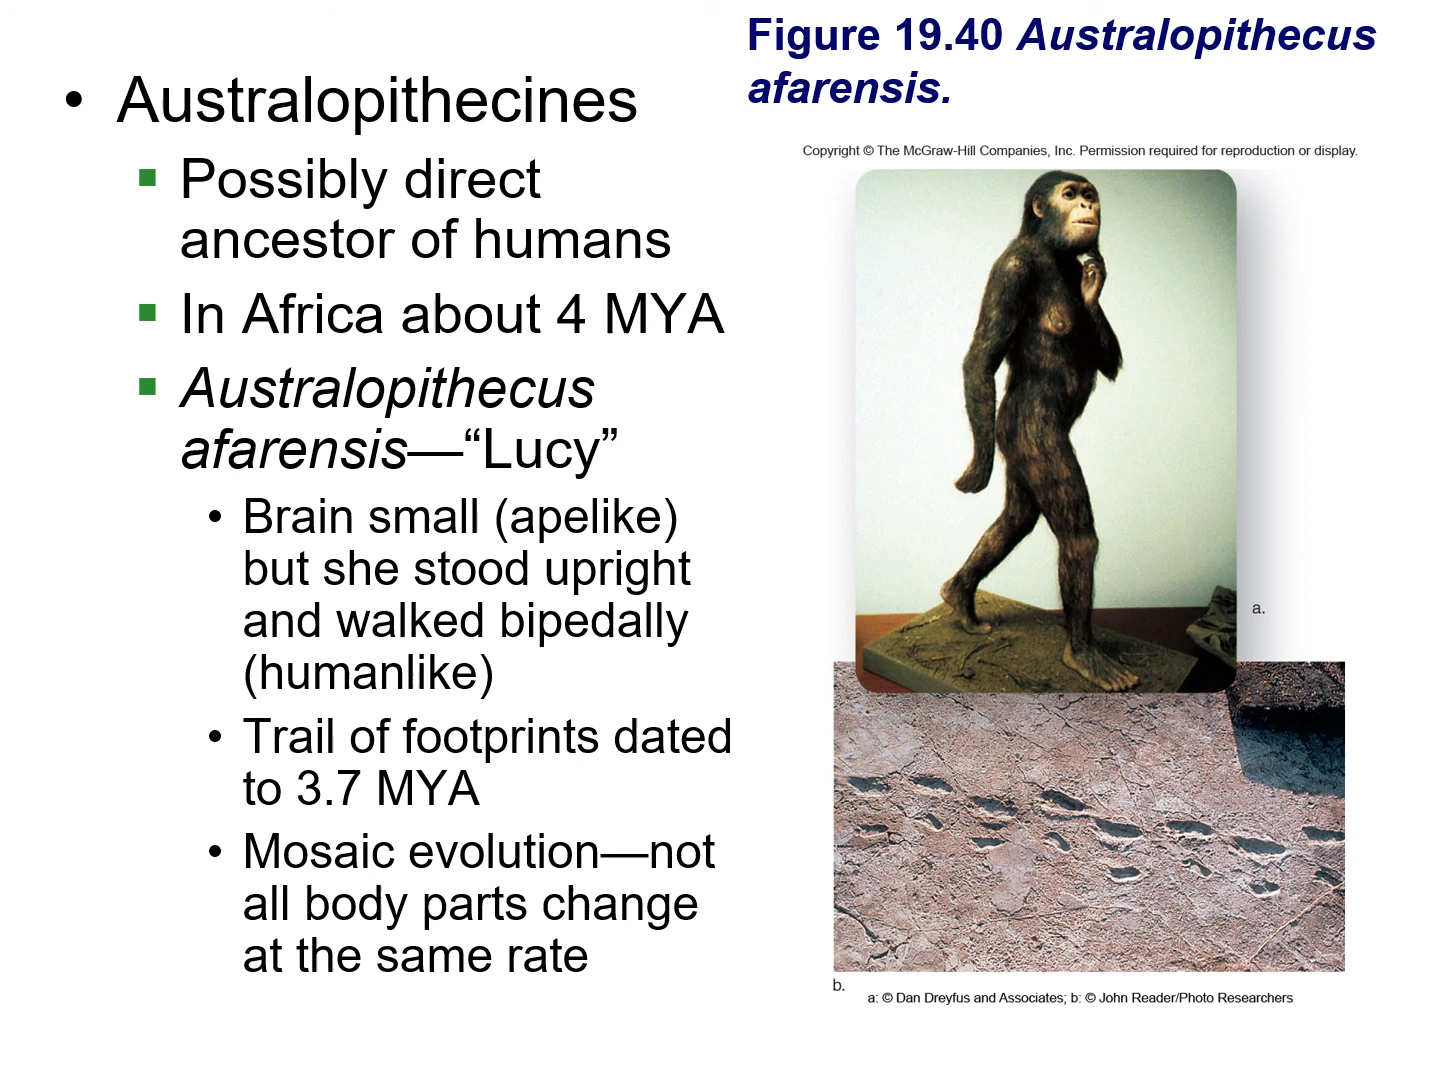 Figure 19.40 Australopithecus
afarensis.
• Australopithecines
▪ Possibly direct
ancestor of humans
▪ In Africa about 4 MYA
▪ Australopithecus
afarensis—“Lucy”
• Brain small (apelike)
but she stood upright
and walked bipedally
(humanlike)
• Trail of footprints dated
to 3.7 MYA
• Mosaic evolution—not
all body parts change
at the same rate
Copyright © The McGraw-Hill Companies, Inc. Permission required for reproduction or display.
a.
b.
a: © Dan Dreyfus and Associates; b: © John Reader/Photo Researchers